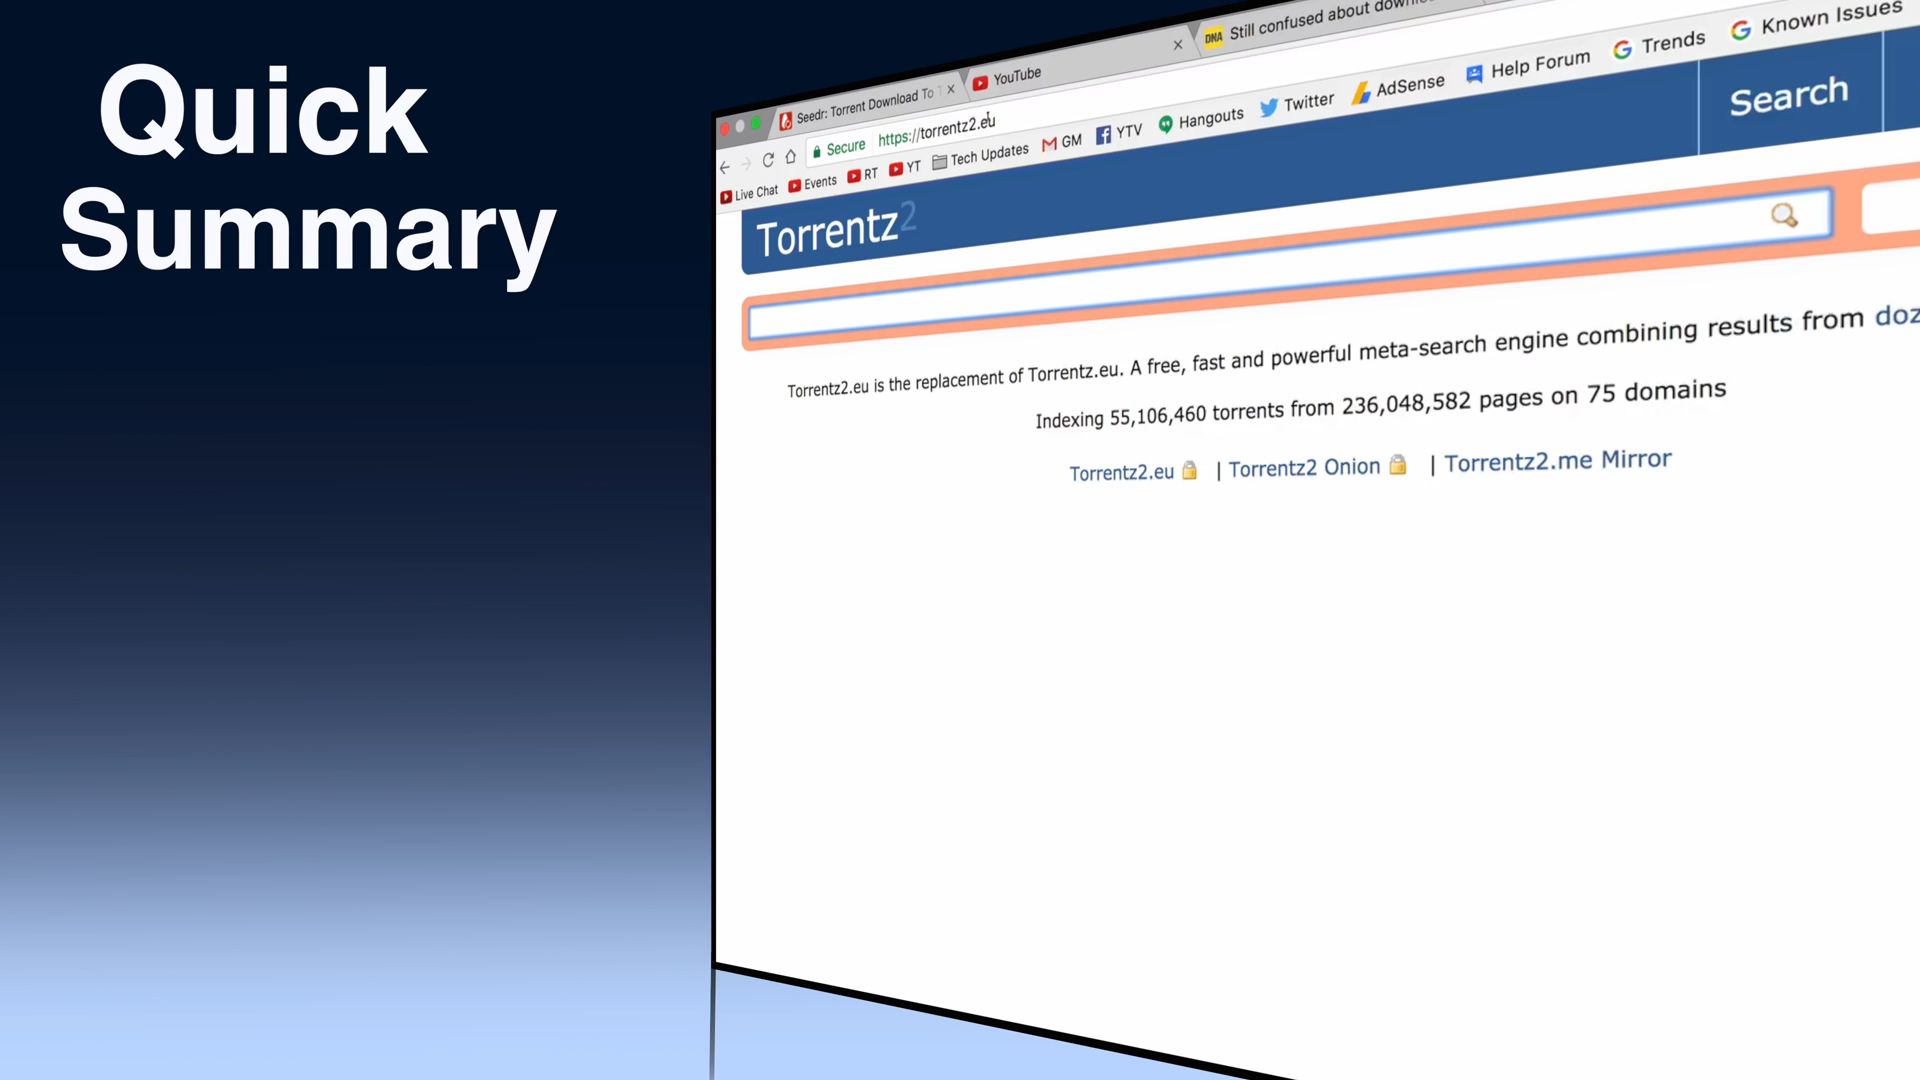 Quick
Summary
Seedr: Torrent Download To
YouTube
Still confused about
Secure https://torrentz2.eu
Live Chat Events RT YT Tech Updates GM YTV Hangouts Twitter AdSense Help Forum Trends Known Issues
Torrentz2
Search
Torrentz2.eu is the replacement of Torrentz.eu. A free, fast and powerful meta-search engine combining results from
Indexing 55,106,460 torrents from 236,048,582 pages on 75 domains
Torrentz2.eu | Torrentz2 Onion | Torrentz2.me Mirror